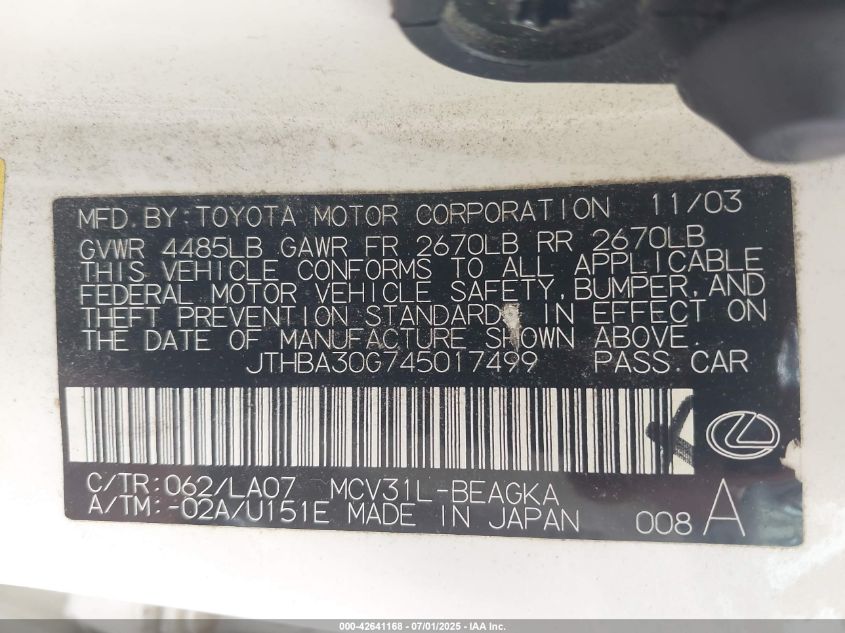 MFD. BY: TOYOTA MOTOR CORPORATION 11/03
GVWR 4485LB GAWR FR 2670LB RR 2670LB
THIS VEHICLE CONFORMS TO ALL APPLICABLE
FEDERAL MOTOR VEHICLE SAFETY, BUMPER, AND
THEFT PREVENTION STANDARDS IN EFFECT ON
THE DATE OF MANUFACTURE SHOWN ABOVE.
JTHBA30G745017499 PASS. CAR
C/TR: 062/LA07 MCV31L-BEAGKA
A/TM: -02A/U151E MADE IN JAPAN 008 A
000-42641168 - 07/01/2025 - IAA Inc.